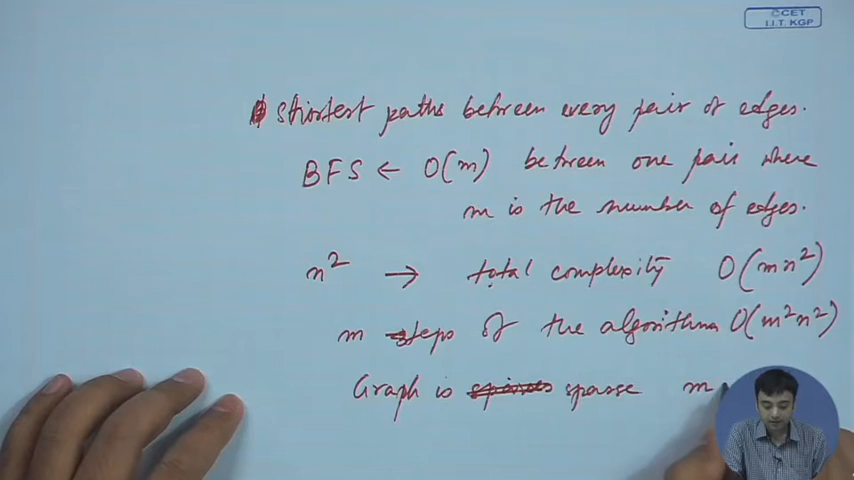 ©CET
I.I.T. KGP
shortest paths between every pair of edges.
BFS ← O(m) between one pair where
m is the number of edges.
n² → total complexity O(mn²)
m steps of the algorithm O(m²n²)
Graph is sparse m